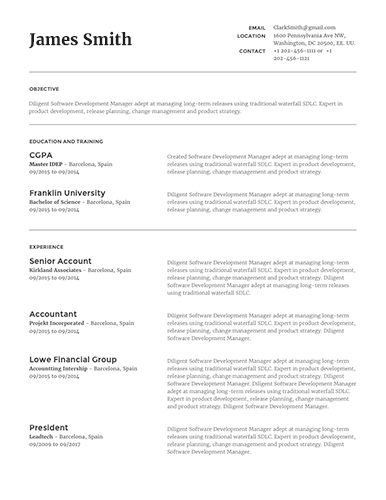 James Smith
EMAIL ClarkSmith@gmail.com
LOCATION 1600 Pennsylvania Ave NW,
Washington, DC 20500, EE. UU.
CONTACT +1 202-456-1111 or +1
202-456-1121
OBJECTIVE
Diligent Software Development Manager adept at managing long-term releases using traditional waterfall SDLC. Expert in
product development, release planning, change management and product strategy.
EDUCATION AND TRAINING
CGPA
Master IDEP - Barcelona, Spain
09/2015 to 09/2014
Created Software Development Manager adept at managing long-term
releases using traditional waterfall SDLC. Expert in product development,
release planning, change management and product strategy.
Franklin University
Bachelor of Science - Barcelona, Spain
09/2015 to 09/2014
Diligent Software Development Manager adept at managing long-term
releases using traditional waterfall SDLC. Expert in product development,
release planning, change management and product strategy.
EXPERIENCE
Senior Account
Kirkland Associates - Barcelona, Spain
09/2015 to 09/2014
Diligent Software Development Manager adept at managing long-term
releases using traditional waterfall SDLC. Expert in product development,
release planning, change management and product strategy. Diligent
Software Development Manager adept at managing long-term releases
using traditional waterfall SDLC.
Accountant
Projekt Incorporated - Barcelona, Spain
09/2015 to 09/2014
Diligent Software Development Manager adept at managing long-term
releases using traditional waterfall SDLC. Expert in product development,
release planning, change management and product strategy. Diligent
Software Development Manager.
Lowe Financial Group
Accounting Intership - Barcelona, Spain
09/2015 to 09/2014
Diligent Software Development Manager adept at managing long-term
releases using traditional waterfall SDLC. Expert in product development,
release planning, change management and product strategy. Diligent
Software Development Manager. Diligent Software Development Manager
adept at managing long-term releases using traditional waterfall
SDLC. Expert in product development, release planning, change management
and product strategy. Diligent Software Development Manager.
President
Leadtech - Barcelona, Spain
09/2009 to 09/2017
Diligent Software Development Manager adept at managing long-term
releases using traditional waterfall SDLC. Expert in product development,
release planning, change management and product strategy. Diligent
Software Development Manager.